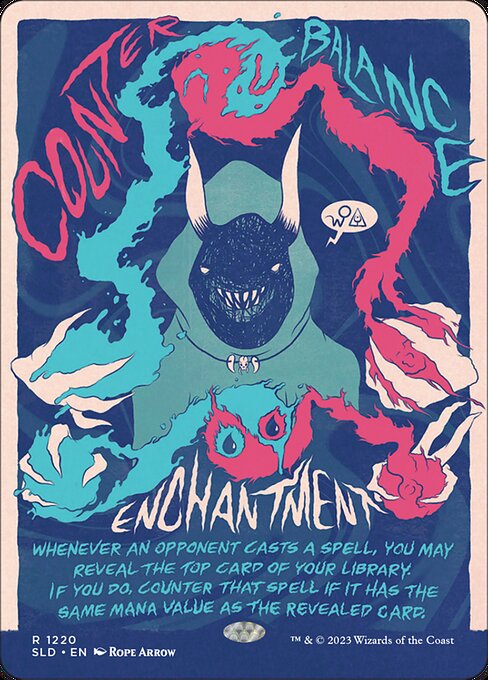 COUNTER
BALANCE
ENCHANTMENT
WHENEVER AN OPPONENT CASTS A SPELL, YOU MAY
REVEAL THE TOP CARD OF YOUR LIBRARY.
IF YOU DO, COUNTER THAT SPELL IF IT HAS THE
SAME MANA VALUE AS THE REVEALED CARD.
R 1220
SLD • EN Rope Arrow
™ & © 2023 Wizards of the Coast